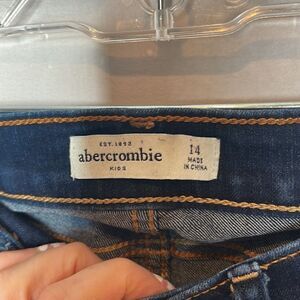 EST. 1892
abercrombie
KIDS
14
MADE
IN CHINA